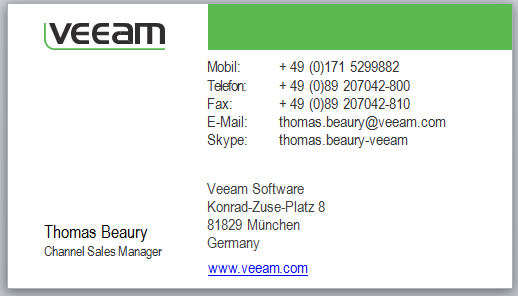 veeam
Mobil: + 49 (0)171 5299882
Telefon: + 49 (0)89 207042-800
Fax: + 49 (0)89 207042-810
E-Mail: thomas.beaury@veeam.com
Skype: thomas.beaury-veeam
Veeam Software
Konrad-Zuse-Platz 8
81829 München
Germany
www.veeam.com
Thomas Beaury
Channel Sales Manager